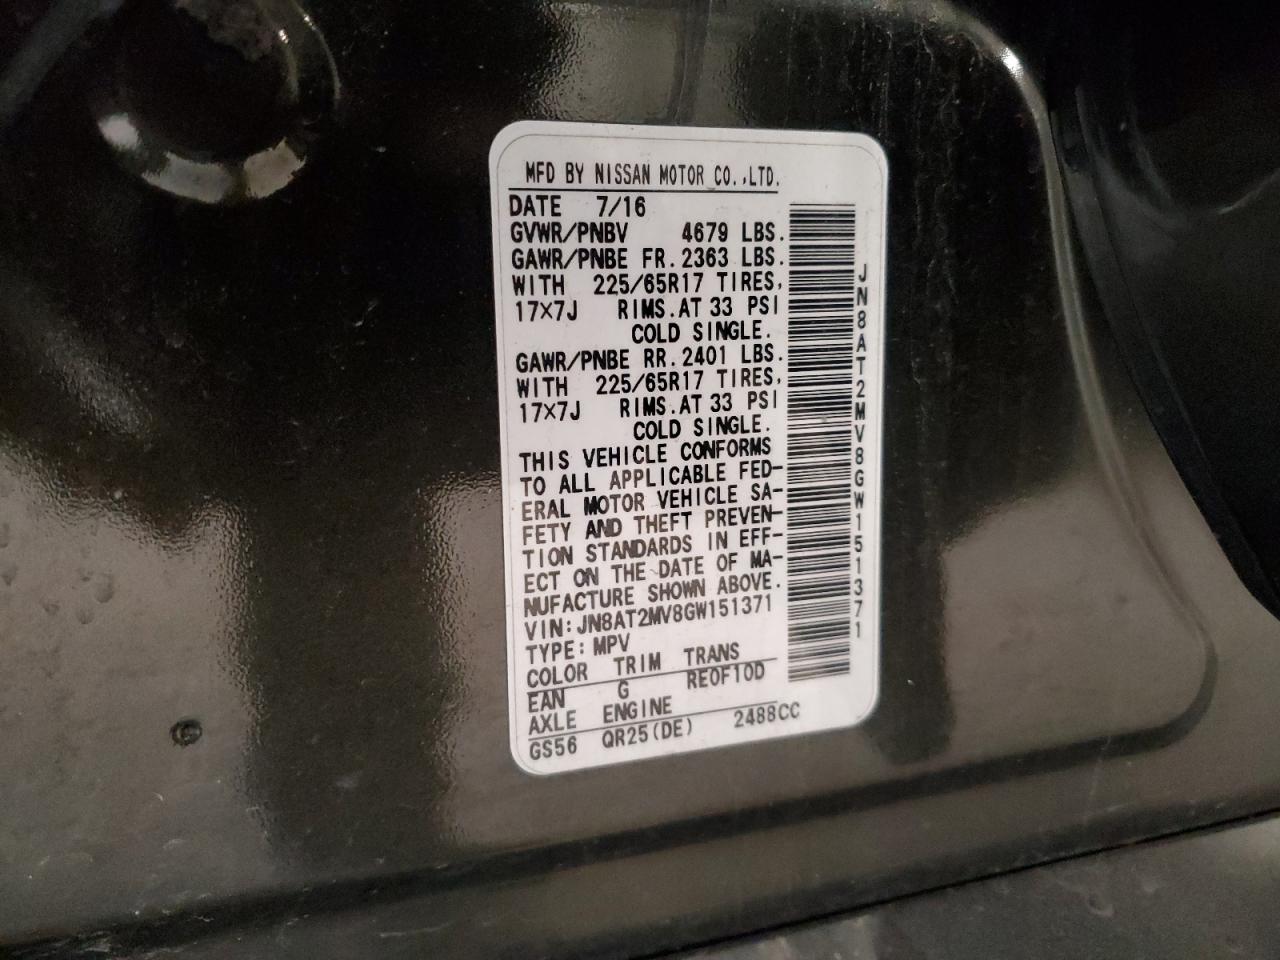 MFD BY NISSAN MOTOR CO.,LTD.
DATE 7/16
GVWR/PNBV 4679 LBS.
GAWR/PNBE FR. 2363 LBS.
WITH 225/65R17 TIRES,
17×7J RIMS. AT 33 PSI
COLD SINGLE.
GAWR/PNBE RR. 2401 LBS.
WITH 225/65R17 TIRES,
17×7J RIMS. AT 33 PSI
COLD SINGLE.
THIS VEHICLE CONFORMS
TO ALL APPLICABLE FED-
ERAL MOTOR VEHICLE SA-
FETY AND THEFT PREVEN-
TION STANDARDS IN EFF-
ECT ON THE DATE OF MA-
NUFACTURE SHOWN ABOVE.
VIN: JN8AT2MV8GW151371
TYPE: MPV
COLOR TRIM TRANS
EAN G RE0F10D
AXLE ENGINE
GS56 QR25(DE) 2488CC
JN8AT2MV8GW151371